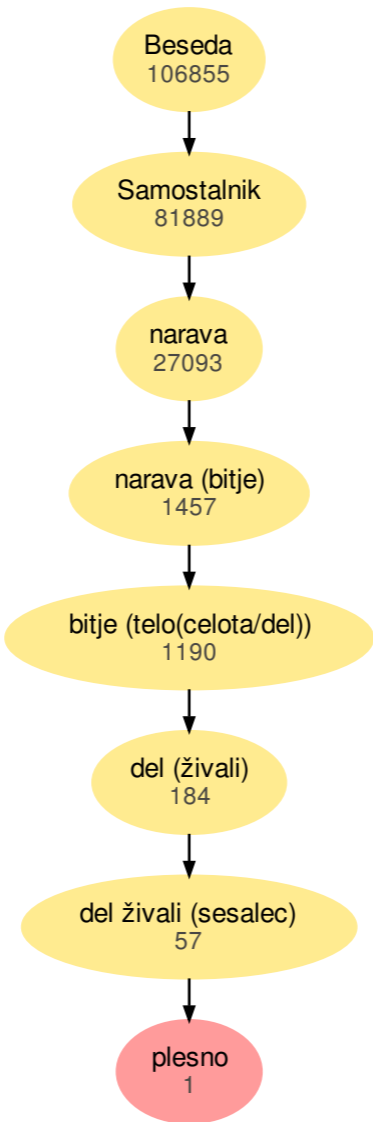 Beseda
106855
Samostalnik
81889
narava
27093
narava (bitje)
1457
bitje (telo(celota/del))
1190
del (živali)
184
del živali (sesalec)
57
plesno
1